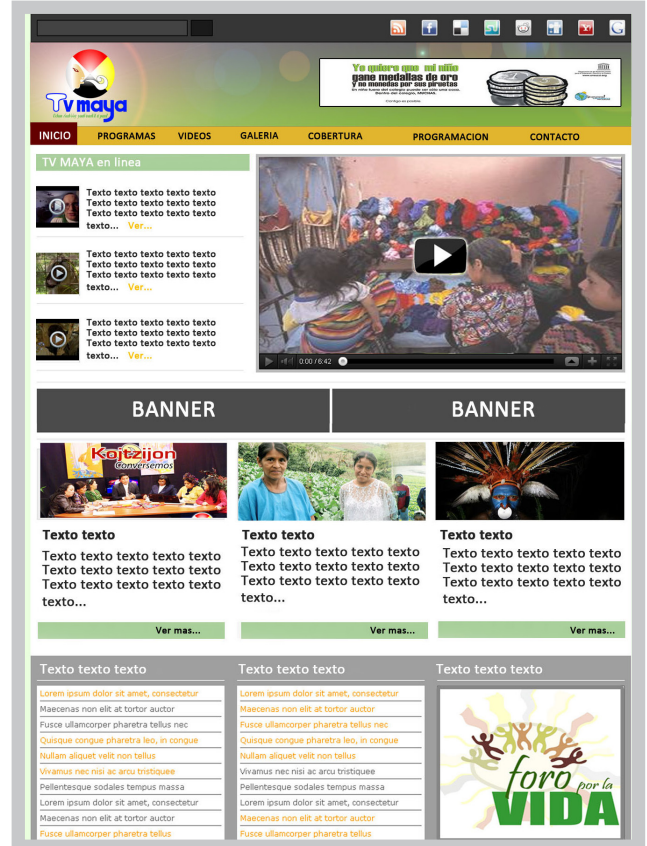 Yo quiero que mi niño
gane medallas de oro
y no monedas por sus piruetas
Tv maya
INICIO
PROGRAMAS
VIDEOS
GALERIA
COBERTURA
PROGRAMACION
CONTACTO
TV MAYA en linea
Texto texto texto texto texto
Texto texto texto texto texto
Texto texto texto texto texto
texto... Ver...
Texto texto texto texto texto
Texto texto texto texto texto
Texto texto texto texto texto
texto... Ver...
Texto texto texto texto texto
Texto texto texto texto texto
Texto texto texto texto texto
texto... Ver...
0:00 / 6:42
BANNER
BANNER
Kojtzijon
Conversemos
Texto texto
Texto texto texto texto texto
Texto texto texto texto texto
Texto texto texto texto texto
texto...
Ver mas...
Texto texto
Texto texto texto texto texto
Texto texto texto texto texto
Texto texto texto texto texto
texto...
Ver mas...
Texto texto
Texto texto texto texto texto
Texto texto texto texto texto
Texto texto texto texto texto
texto...
Ver mas...
Texto texto texto
Lorem ipsum dolor sit amet, consectetur
Maecenas non elit at tortor auctor
Fusce ullamcorper pharetra tellus nec
Quisque congue pharetra leo, in congue
Nullam aliquet velit non tellus
Vivamus nec nisi ac arcu tristiquee
Pellentesque sodales tempus massa
Lorem ipsum dolor sit amet, consectetur
Maecenas non elit at tortor auctor
Fusce ullamcorper pharetra tellus
Texto texto texto
Lorem ipsum dolor sit amet, consectetur
Maecenas non elit at tortor auctor
Fusce ullamcorper pharetra tellus nec
Quisque congue pharetra leo, in congue
Nullam aliquet velit non tellus
Vivamus nec nisi ac arcu tristiquee
Pellentesque sodales tempus massa
Lorem ipsum dolor sit amet, consectetur
Maecenas non elit at tortor auctor
Fusce ullamcorper pharetra tellus
Texto texto texto
foro por la
VIDA